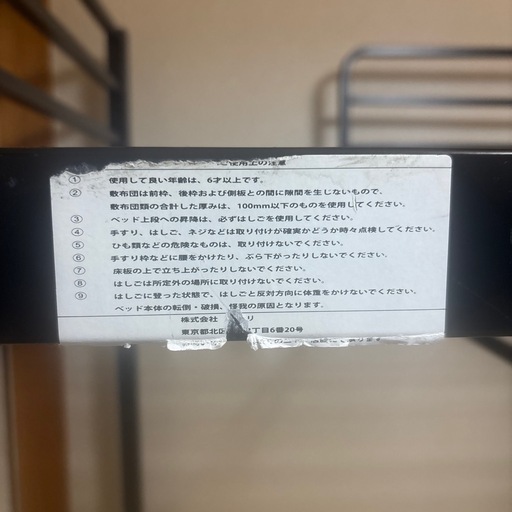 ご使用上の注意
① 使用して良い年齢は、6才以上です。
② 敷布団は前枠、後枠および側板との間に隙間を生じないもので、
敷布団類の合計した厚みは、100mm以下のものを使用してください。
③ ベッド上段への昇降は、必ずはしごを使用してください。
④ 手すり、はしご、ネジなどは取り付けが確実かどうか時々点検してください。
⑤ ひも類などの危険なものは、取り付けないでください。
⑥ 手すり枠などに腰をかけたり、ぶら下がったりしないでください。
⑦ 床板の上で立ち上がったりしないでください。
⑧ はしごは所定外の場所に取り付けないでください。
⑨ はしごに登った状態で、はしごと反対方向に体重をかけないでください。
ベッド本体の転倒・破損、怪我の原因となります。
株式会社 リ
東京都北区 丁目6番20号